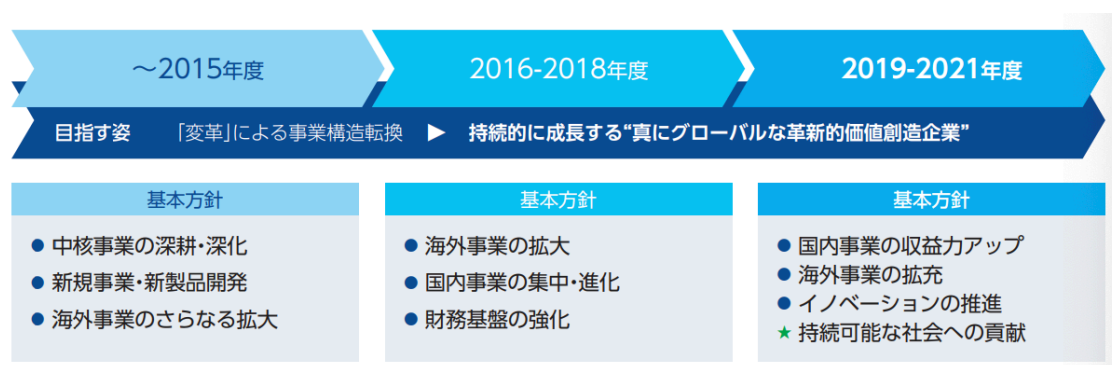 ～2015年度
2016-2018年度
2019-2021年度
目指す姿 「変革」による事業構造転換 ▶ 持続的に成長する“真にグローバルな革新的価値創造企業”
基本方針
● 中核事業の深耕・深化
● 新規事業・新製品開発
● 海外事業のさらなる拡大
基本方針
● 海外事業の拡大
● 国内事業の集中・進化
● 財務基盤の強化
基本方針
● 国内事業の収益力アップ
● 海外事業の拡充
● イノベーションの推進
★ 持続可能な社会への貢献